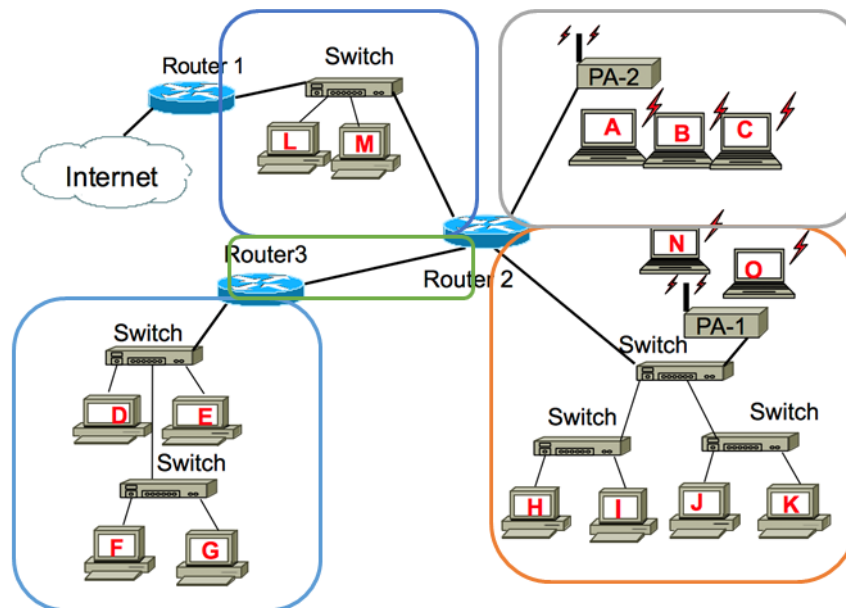 Switch
Router 1
PA-2
A
B
C
L
M
Internet
N
Router3
O
Router 2
PA-1
Switch
Switch
D
E
Switch
Switch
Switch
H
I
J
K
F
G